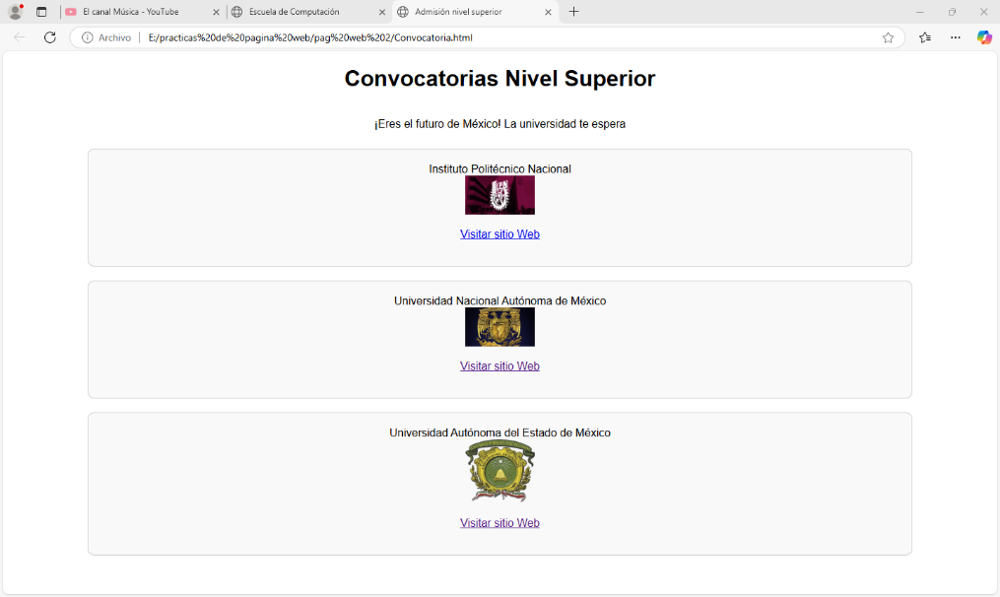 El canal Música - YouTube
Escuela de Computación
Admisión nivel superior
Archivo
E:/practicas%20de%20pagina%20web/pag%20web%202/Convocatoria.html
Convocatorias Nivel Superior
¡Eres el futuro de México! La universidad te espera
Instituto Politécnico Nacional
IPN
Visitar sitio Web
Universidad Nacional Autónoma de México
Visitar sitio Web
Universidad Autónoma del Estado de México
Visitar sitio Web